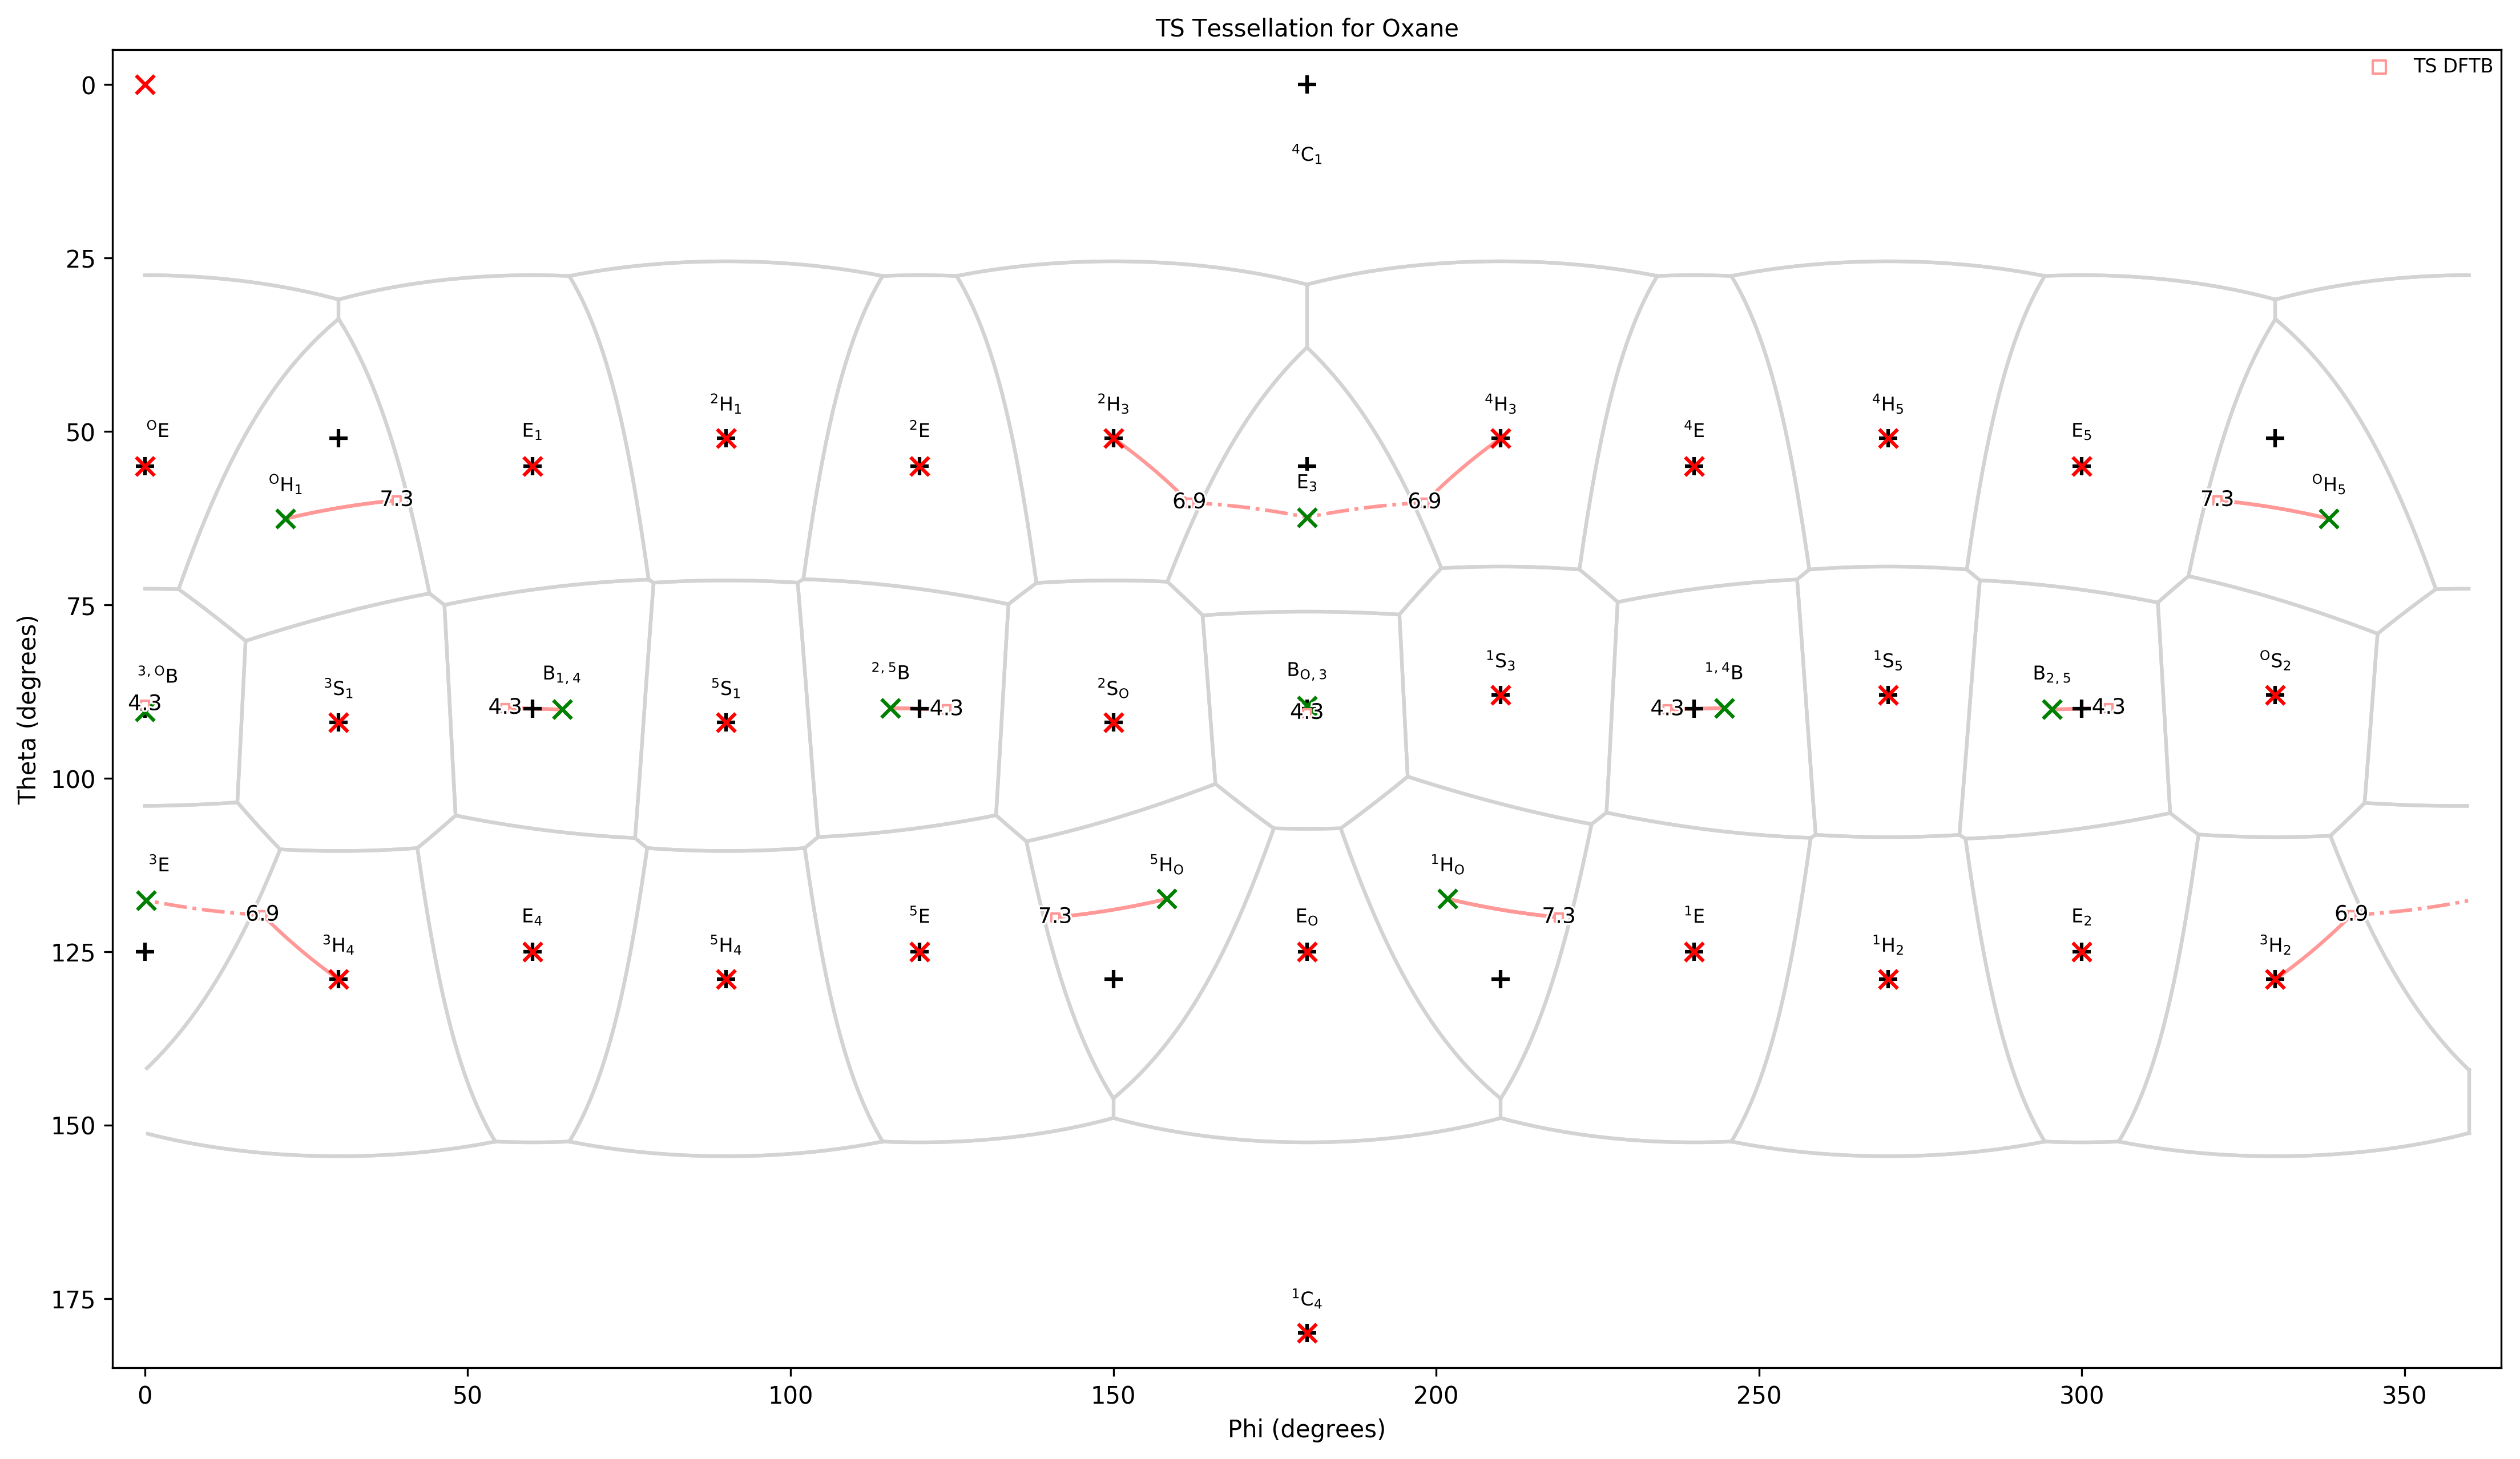 TS Tessellation for Oxane
TS DFTB
0
⁴C₁
25
²H₁
²H₃
⁴H₃
⁴H₅
50
ᴼE
E₁
²E
⁴E
E₅
ᴼH₁
7.3
6.9
E₃
6.9
7.3
ᴼH₅
75
³,ᴼB
³S₁
B₁,₄
⁵S₁
²,⁵B
²Sₒ
Bₒ,₃
¹S₃
¹,⁴B
¹S₅
B₂,₅
ᴼS₂
4.3
4.3
4.3
4.3
4.3
4.3
100
³E
⁵Hₒ
¹Hₒ
6.9
E₄
⁵E
7.3
Eₒ
7.3
¹E
E₂
6.9
125
³H₄
⁵H₄
¹H₂
³H₂
150
175
¹C₄
0 50 100 150 200 250 300 350
Phi (degrees)
Theta (degrees)